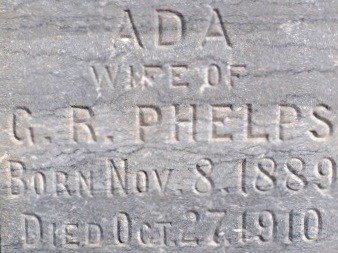 ADA
WIFE OF
G. R. PHELPS
BORN NOV. 8. 1889
DIED OCT. 27. 1910